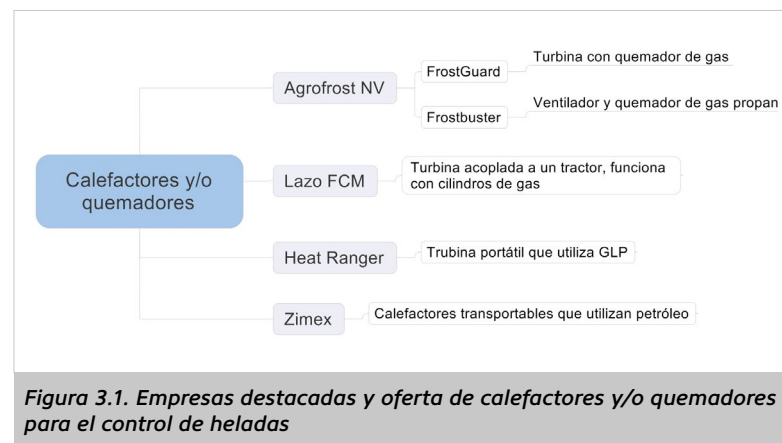 Calefactores y/o
quemadores
Agrofrost NV
FrostGuard
Turbina con quemador de gas
Frostbuster
Ventilador y quemador de gas propan
Lazo FCM
Turbina acoplada a un tractor, funciona
con cilindros de gas
Heat Ranger
Trubina portátil que utiliza GLP
Zimex
Calefactores transportables que utilizan petróleo
Figura 3.1. Empresas destacadas y oferta de calefactores y/o quemadores
para el control de heladas